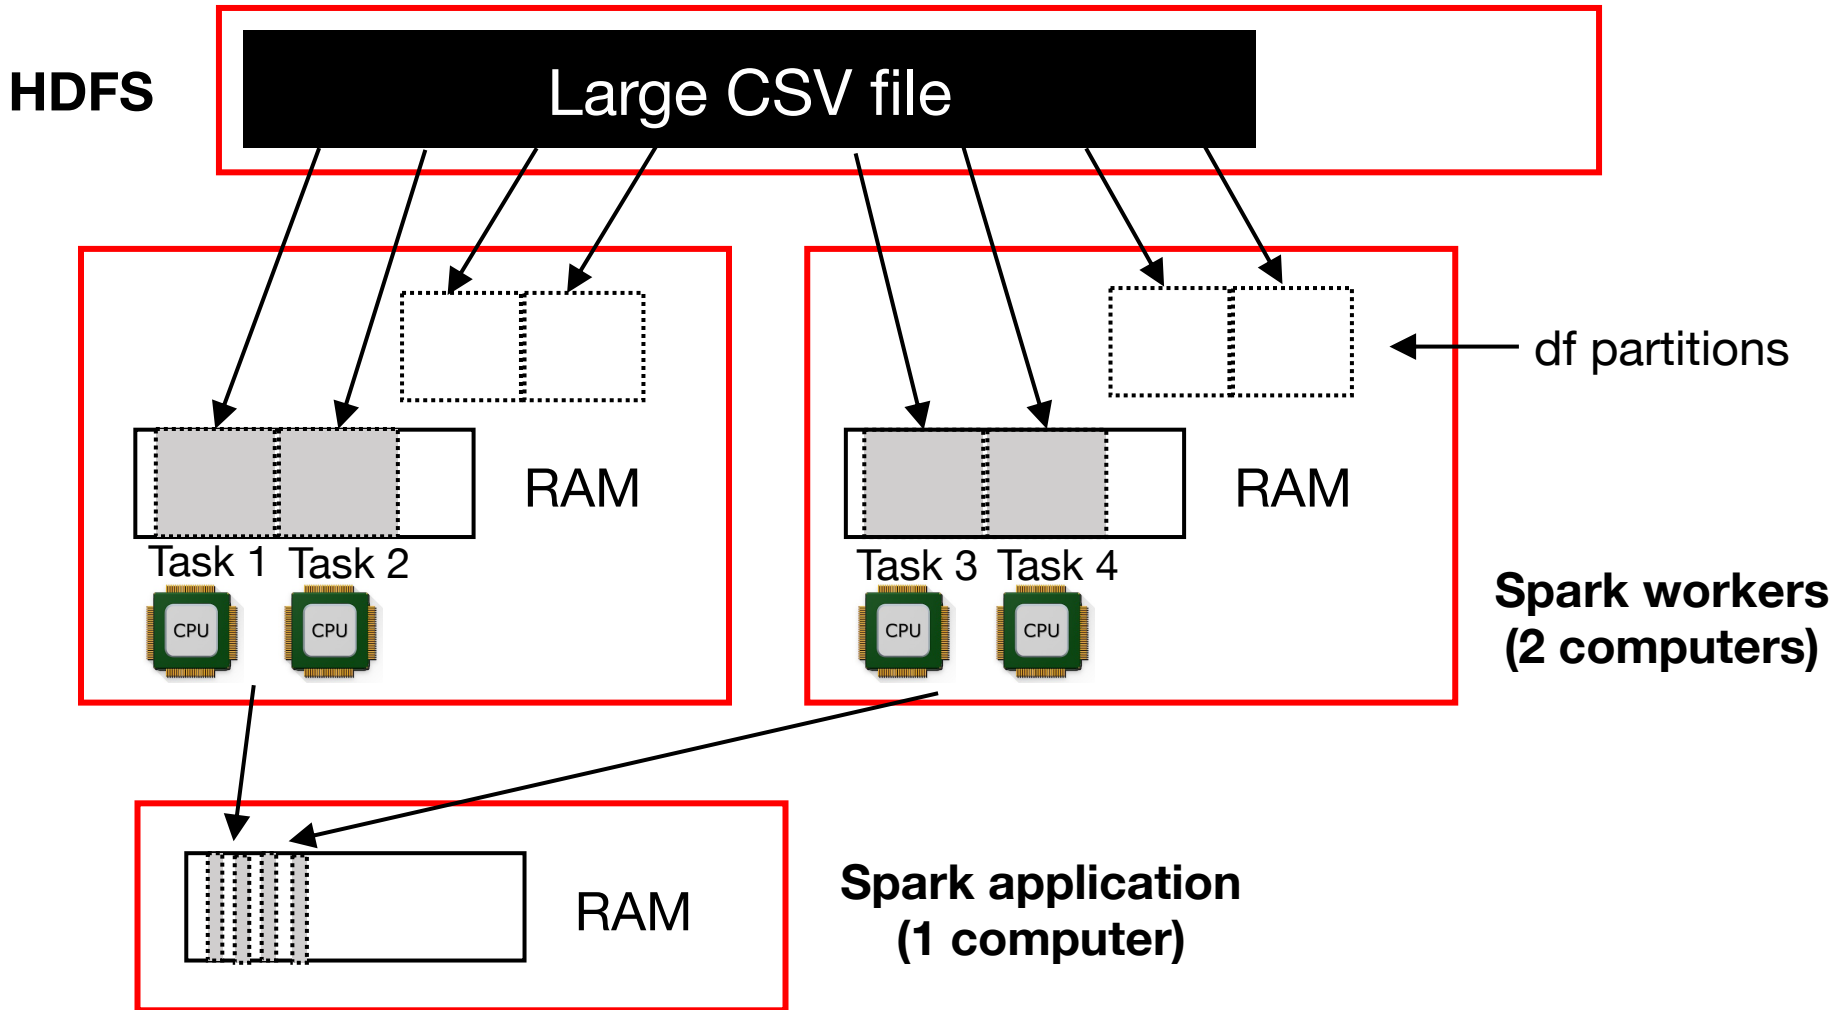 HDFS
Large CSV file
df partitions
RAM
RAM
Task 1
Task 2
Task 3
Task 4
CPU
CPU
CPU
CPU
Spark workers
(2 computers)
Spark application
(1 computer)
RAM